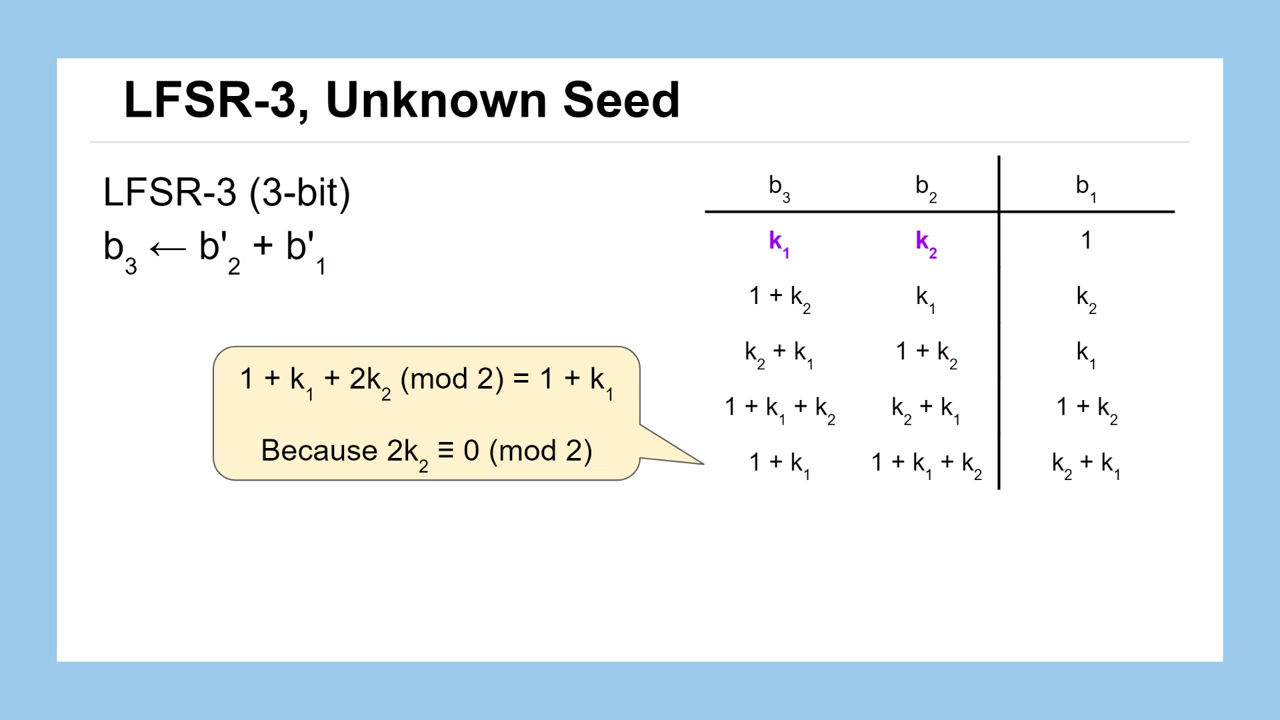 LFSR-3, Unknown Seed
LFSR-3 (3-bit)
b₃ ← b'₂ + b'₁
1 + k₁ + 2k₂ (mod 2) = 1 + k₁
Because 2k₂ ≡ 0 (mod 2)
b₃ b₂ b₁
k₁ k₂ 1
1 + k₂ k₁ k₂
k₂ + k₁ 1 + k₂ k₁
1 + k₁ + k₂ k₂ + k₁ 1 + k₂
1 + k₁ 1 + k₁ + k₂ k₂ + k₁